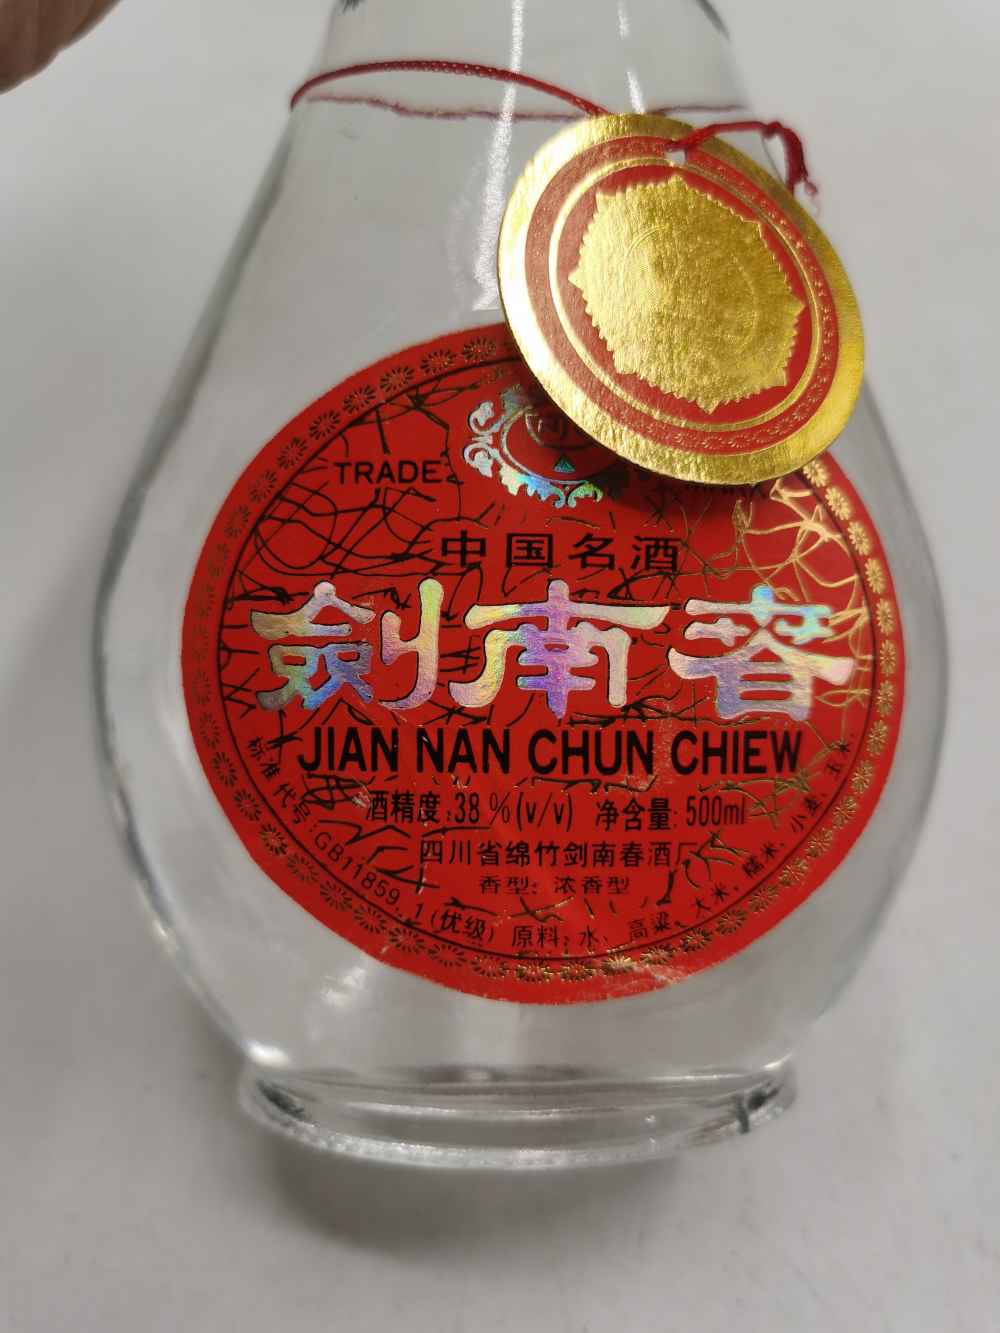 TRADE
中国名酒
剑南春
JIAN NAN CHUN CHIEW
酒精度:38%(v/v) 净含量:500ml
四川省绵竹剑南春酒厂
香型:浓香型
标准代号:GB11859.1(优级) 原料:水、高粱、大米、糯米、小麦、玉米